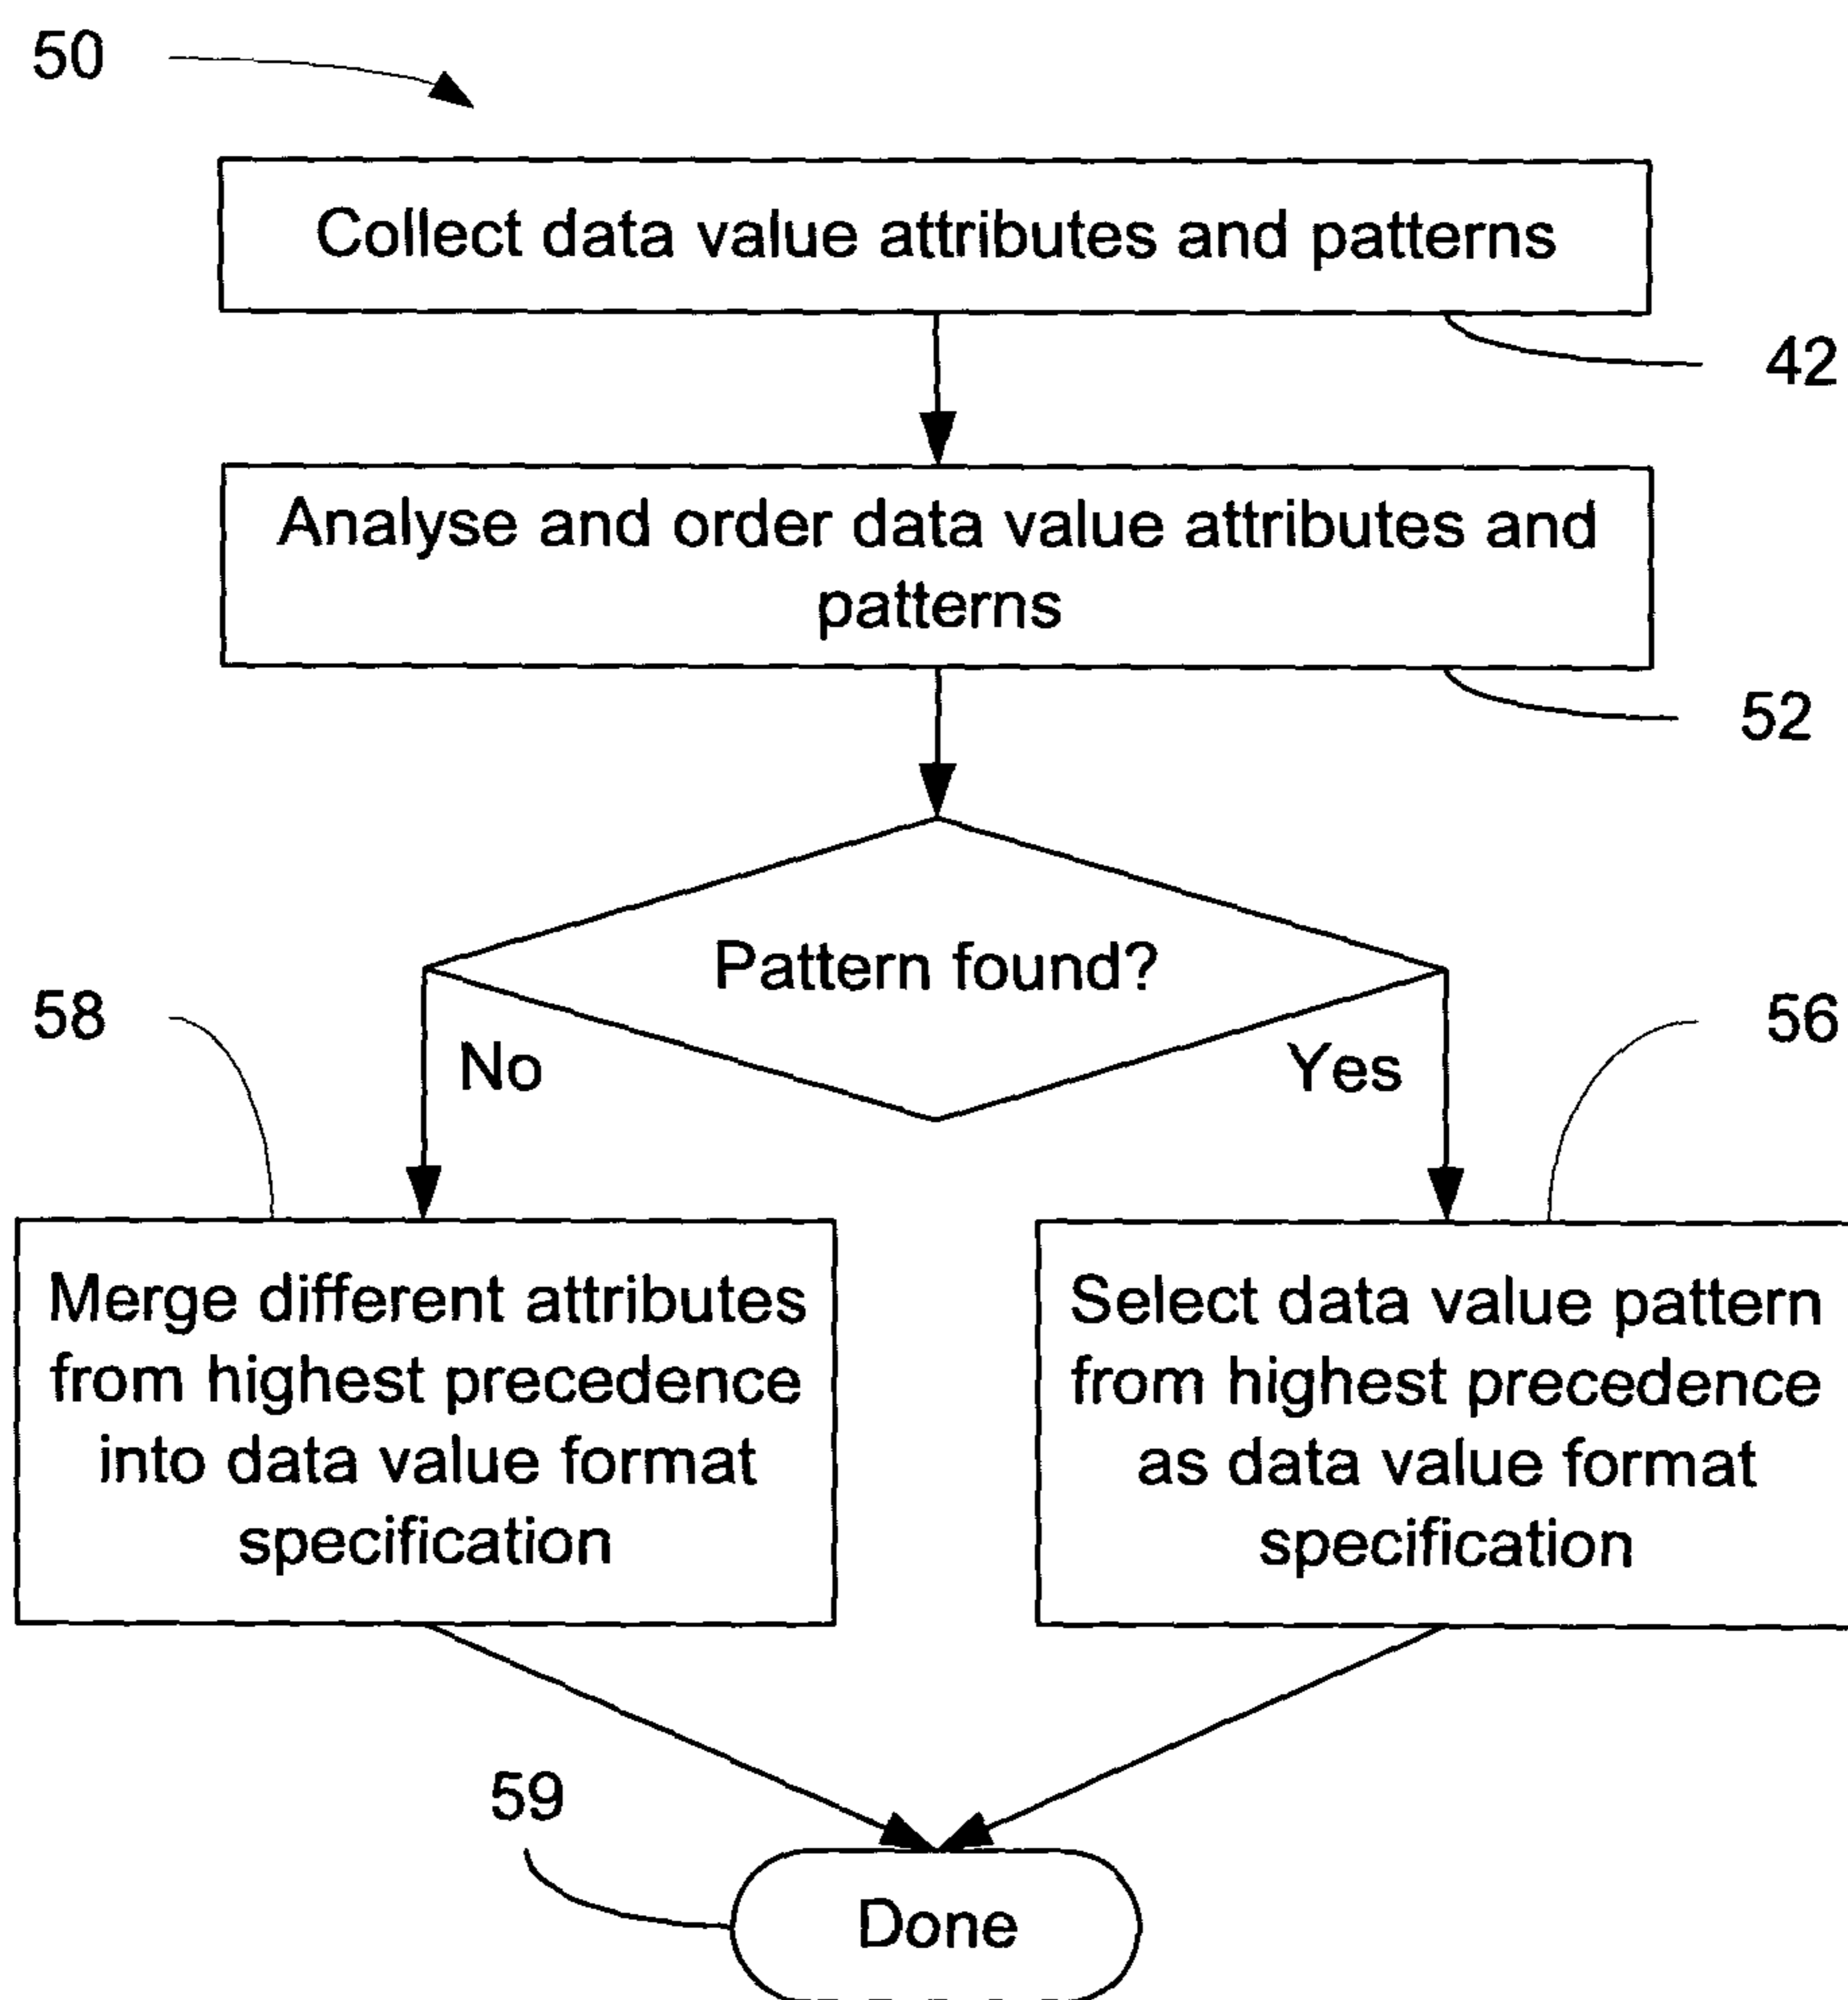 50
Collect data value attributes and patterns
42
Analyse and order data value attributes and
patterns
52
Pattern found?
58
56
No
Yes
Merge different attributes
from highest precedence
into data value format
specification
Select data value pattern
from highest precedence
as data value format
specification
59
Done